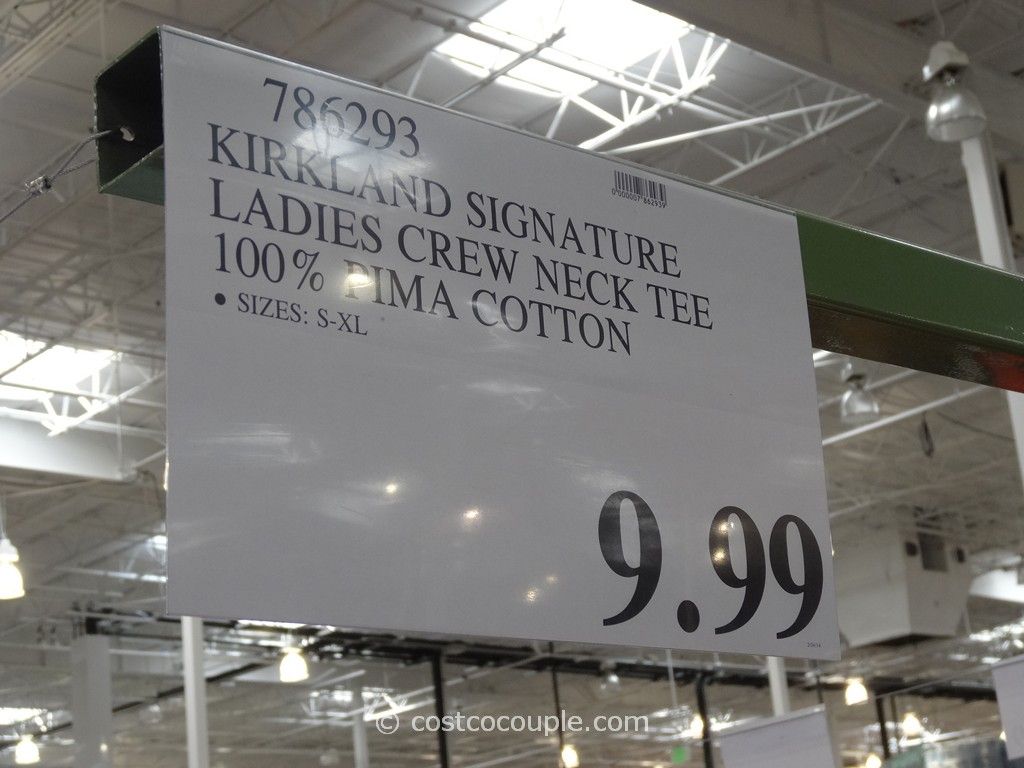 786293
KIRKLAND SIGNATURE
LADIES CREW NECK TEE
100% PIMA COTTON
• SIZES: S-XL
9.99
© costcocouple.com